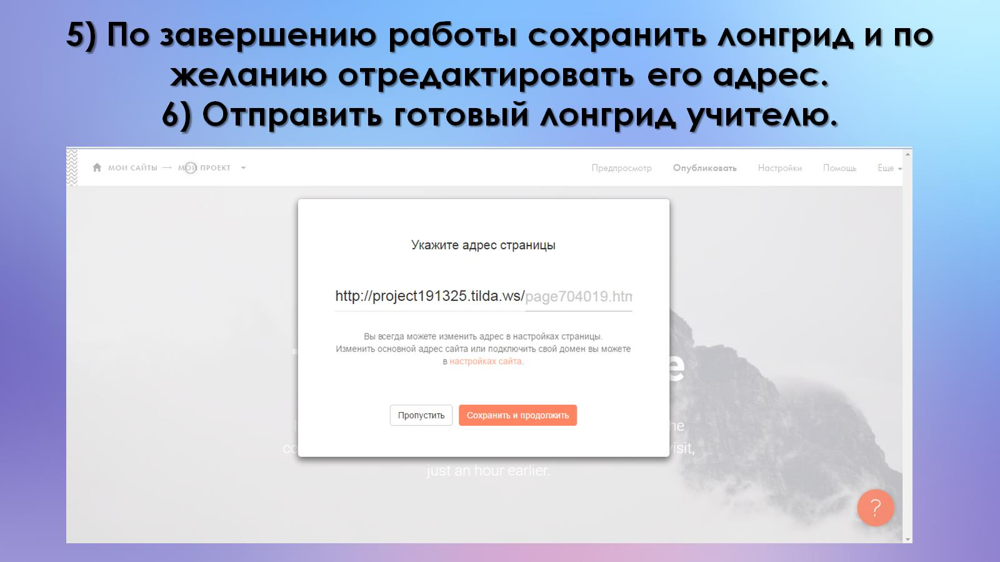 5) По завершению работы сохранить лонгрид и по
желанию отредактировать его адрес.
6) Отправить готовый лонгрид учителю.
МОИ САЙТЫ → МОЙ ПРОЕКТ
Предпросмотр Опубликовать Настройки Помощь Еще
Укажите адрес страницы
http://project191325.tilda.ws/page704019.htm
Вы всегда можете изменить адрес в настройках страницы.
Изменить основной адрес сайта или подключить свой домен вы можете
в настройках сайта.
Пропустить Сохранить и продолжить
just an hour earlier.
?